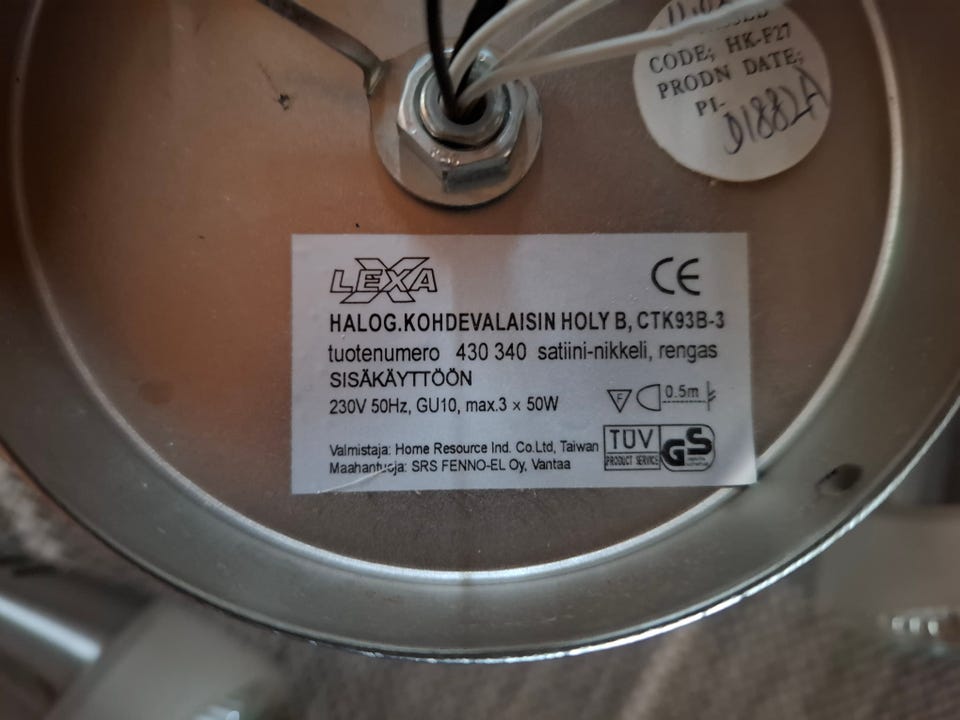 CODE; HK-F27
PRODN DATE;
PI-
D1882A
LEXA
CE
HALOG.KOHDEVALAISIN HOLY B, CTK93B-3
tuotenumero 430 340 satiini-nikkeli, rengas
SISÄKÄYTTÖÖN
230V 50Hz, GU10, max.3 x 50W
F 0.5m
Valmistaja: Home Resource Ind. Co.Ltd, Taiwan
Maahantuoja: SRS FENNO-EL Oy, Vantaa
TÜV
PRODUCT SERVICE
GS